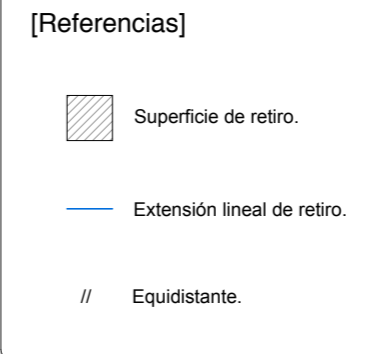 [Referencias]
Superficie de retiro.
Extensión lineal de retiro.
// Equidistante.